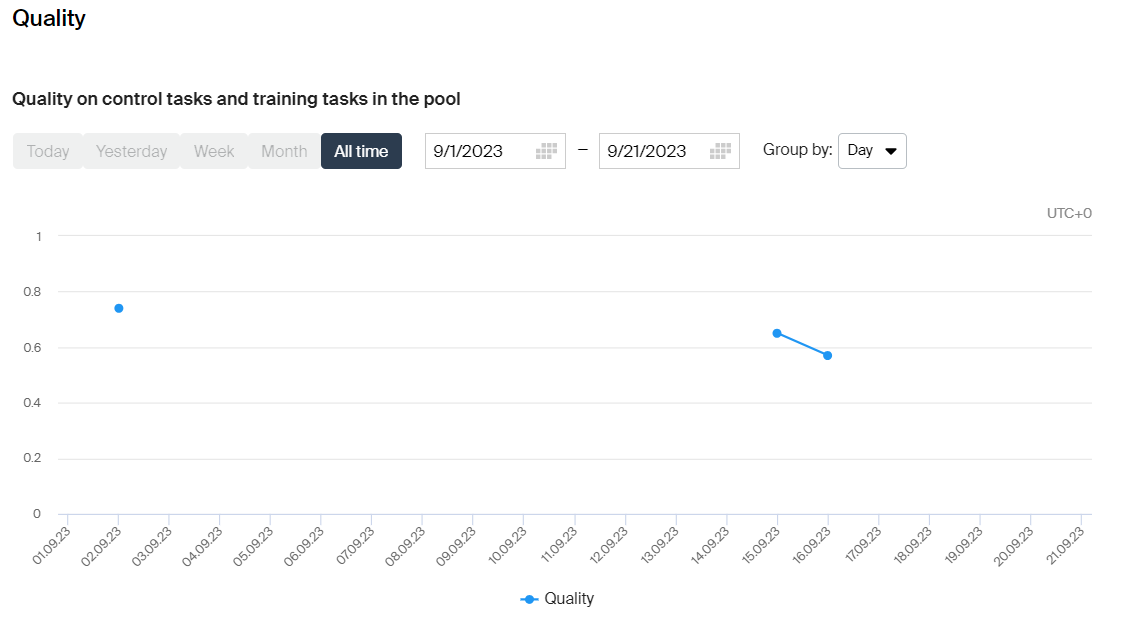 Quality
Quality on control tasks and training tasks in the pool
Today Yesterday Week Month All time 9/1/2023 – 9/21/2023 Group by: Day
UTC+0
1
0.8
0.6
0.4
0.2
0
01.09.23 02.09.23 03.09.23 04.09.23 05.09.23 06.09.23 07.09.23 08.09.23 09.09.23 10.09.23 11.09.23 12.09.23 13.09.23 14.09.23 15.09.23 16.09.23 17.09.23 18.09.23 19.09.23 20.09.23 21.09.23
Quality